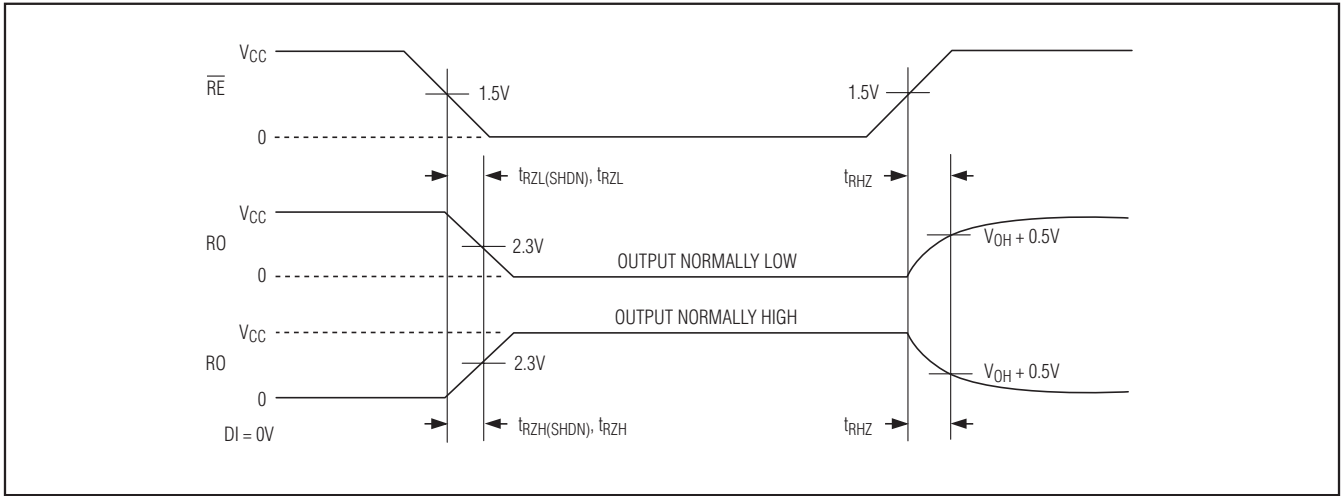 VCC
RE
1.5V
1.5V
0
tRZL(SHDN), tRZL
tRHZ
VCC
RO
2.3V
VOH + 0.5V
0
OUTPUT NORMALLY LOW
OUTPUT NORMALLY HIGH
VCC
RO
2.3V
VOH + 0.5V
0
tRZH(SHDN), tRZH
tRHZ
DI = 0V